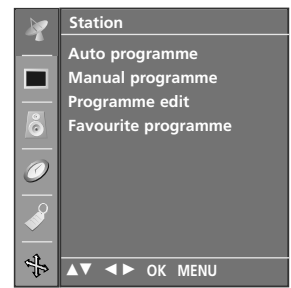 Station
Auto programme
Manual programme
Programme edit
Favourite programme
▲▼ ◄► OK MENU